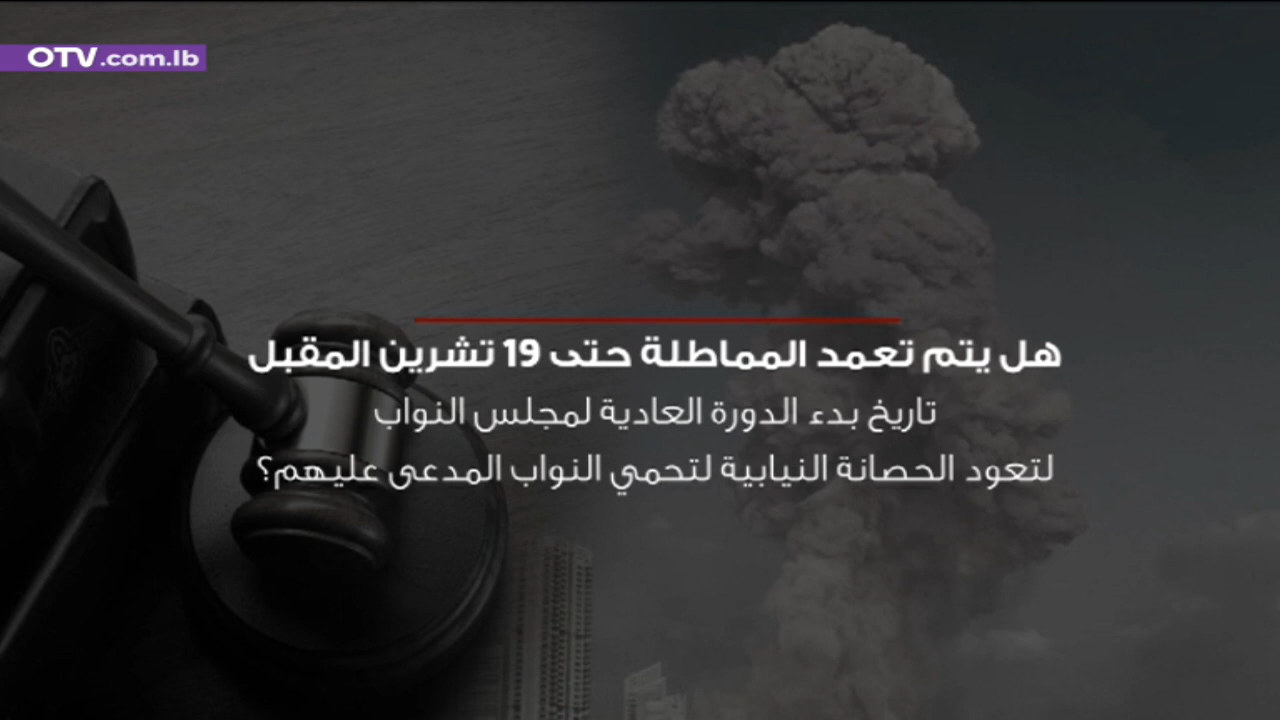 OTV.com.lb
هل يتم تعمد المماطلة حتى 19 تشرين المقبل
تاريخ بدء الدورة العادية لمجلس النواب
لتعود الحصانة النيابية لتحمي النواب المدعى عليهم؟